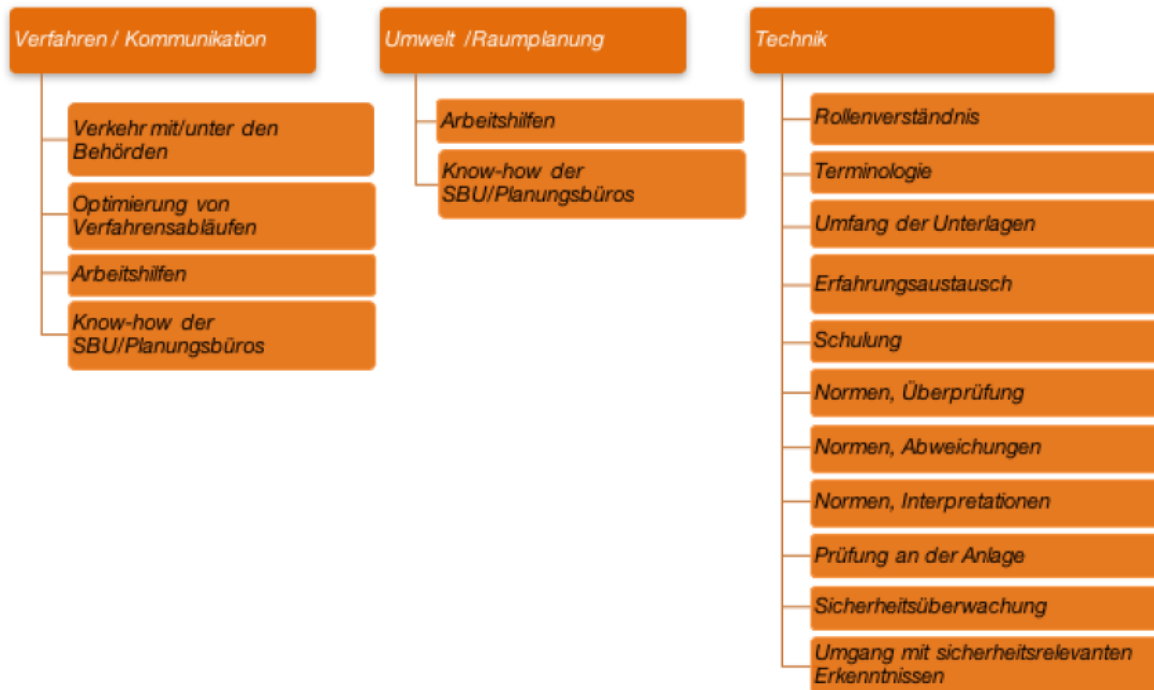 Verfahren / Kommunikation
Verkehr mit/unter den
Behörden
Optimierung von
Verfahrensabläufen
Arbeitshilfen
Know-how der
SBU/Planungsbüros
Umwelt /Raumplanung
Arbeitshilfen
Know-how der
SBU/Planungsbüros
Technik
Rollenverständnis
Terminologie
Umfang der Unterlagen
Erfahrungsaustausch
Schulung
Normen, Überprüfung
Normen, Abweichungen
Normen, Interpretationen
Prüfung an der Anlage
Sicherheitsüberwachung
Umgang mit sicherheitsrelevanten
Erkenntnissen